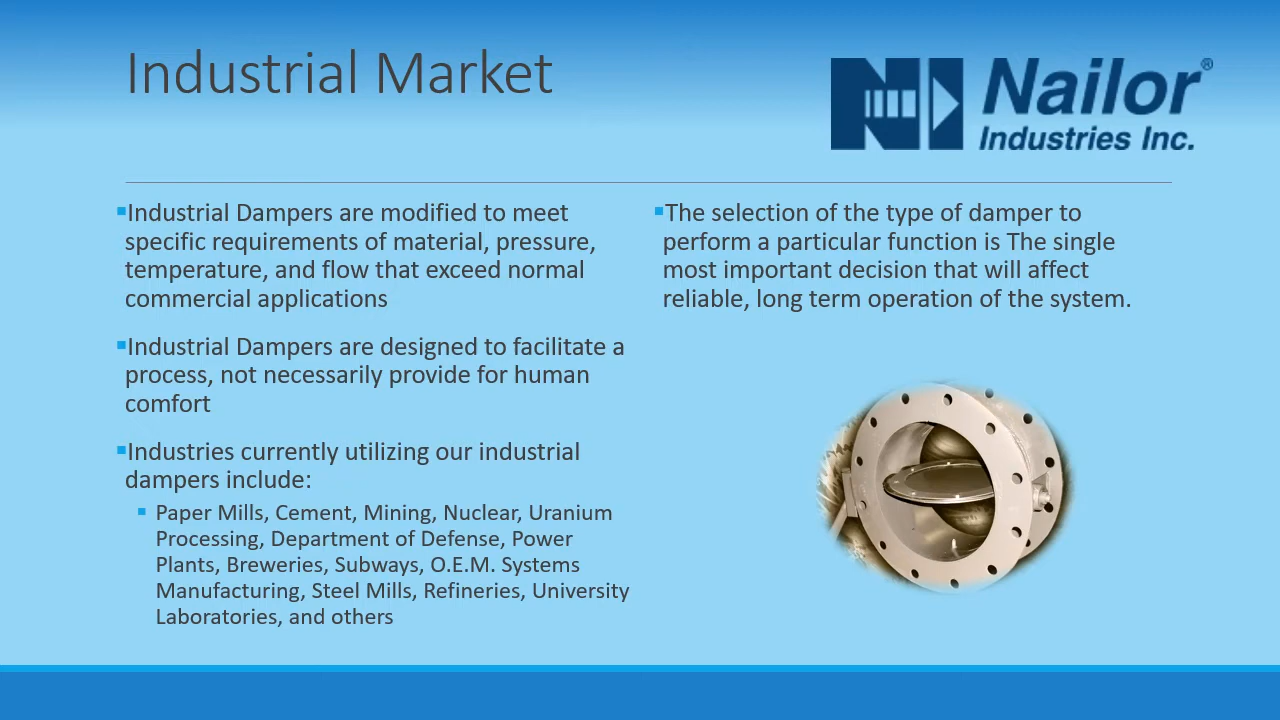 Industrial Market
Nailor®
Industries Inc.
▪Industrial Dampers are modified to meet
specific requirements of material, pressure,
temperature, and flow that exceed normal
commercial applications
▪Industrial Dampers are designed to facilitate a
process, not necessarily provide for human
comfort
▪Industries currently utilizing our industrial
dampers include:
▪ Paper Mills, Cement, Mining, Nuclear, Uranium
Processing, Department of Defense, Power
Plants, Breweries, Subways, O.E.M. Systems
Manufacturing, Steel Mills, Refineries, University
Laboratories, and others
▪The selection of the type of damper to
perform a particular function is The single
most important decision that will affect
reliable, long term operation of the system.